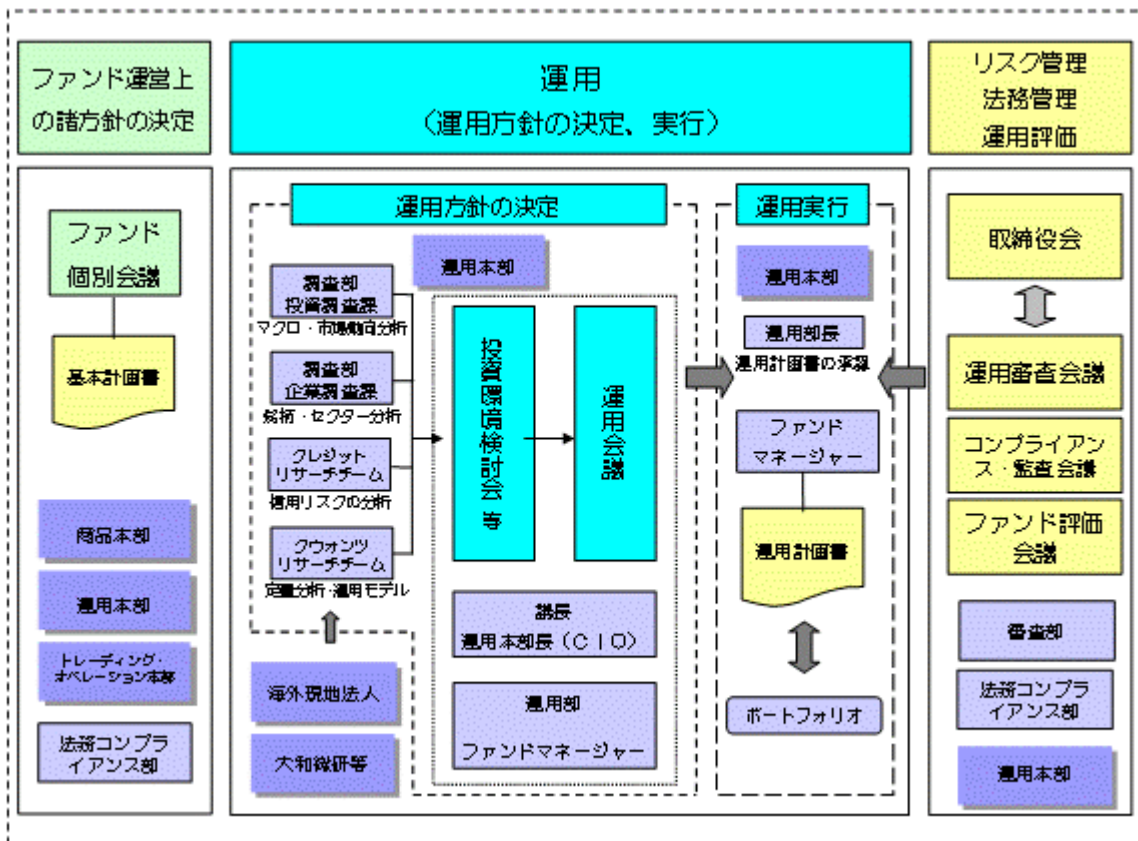 ファンド運営上
の諸方針の決定
運用
(運用方針の決定、実行)
リスク管理
法務管理
運用評価
ファンド
個別会議
基本計画書
商品本部
運用本部
トレーディング・
オペレーション本部
法務コンプラ
イアンス部
運用方針の決定
運用本部
調査部
投資調査課
マクロ・市場動向分析
調査部
企業調査課
銘柄・セクター分析
クレジット
リサーチチーム
信用リスクの分析
クウォンツ
リサーチチーム
定量分析・運用モデル
海外現地法人
大和総研等
投資環境検討会 等
運用会議
議長
運用本部長(CIO)
運用部
ファンドマネージャー
運用実行
運用本部
運用部長
運用計画書の承認
ファンド
マネージャー
運用計画書
ポートフォリオ
取締役会
運用審査会議
コンプライアン
ス・監査会議
ファンド評価
会議
審査部
法務コンプラ
イアンス部
運用本部